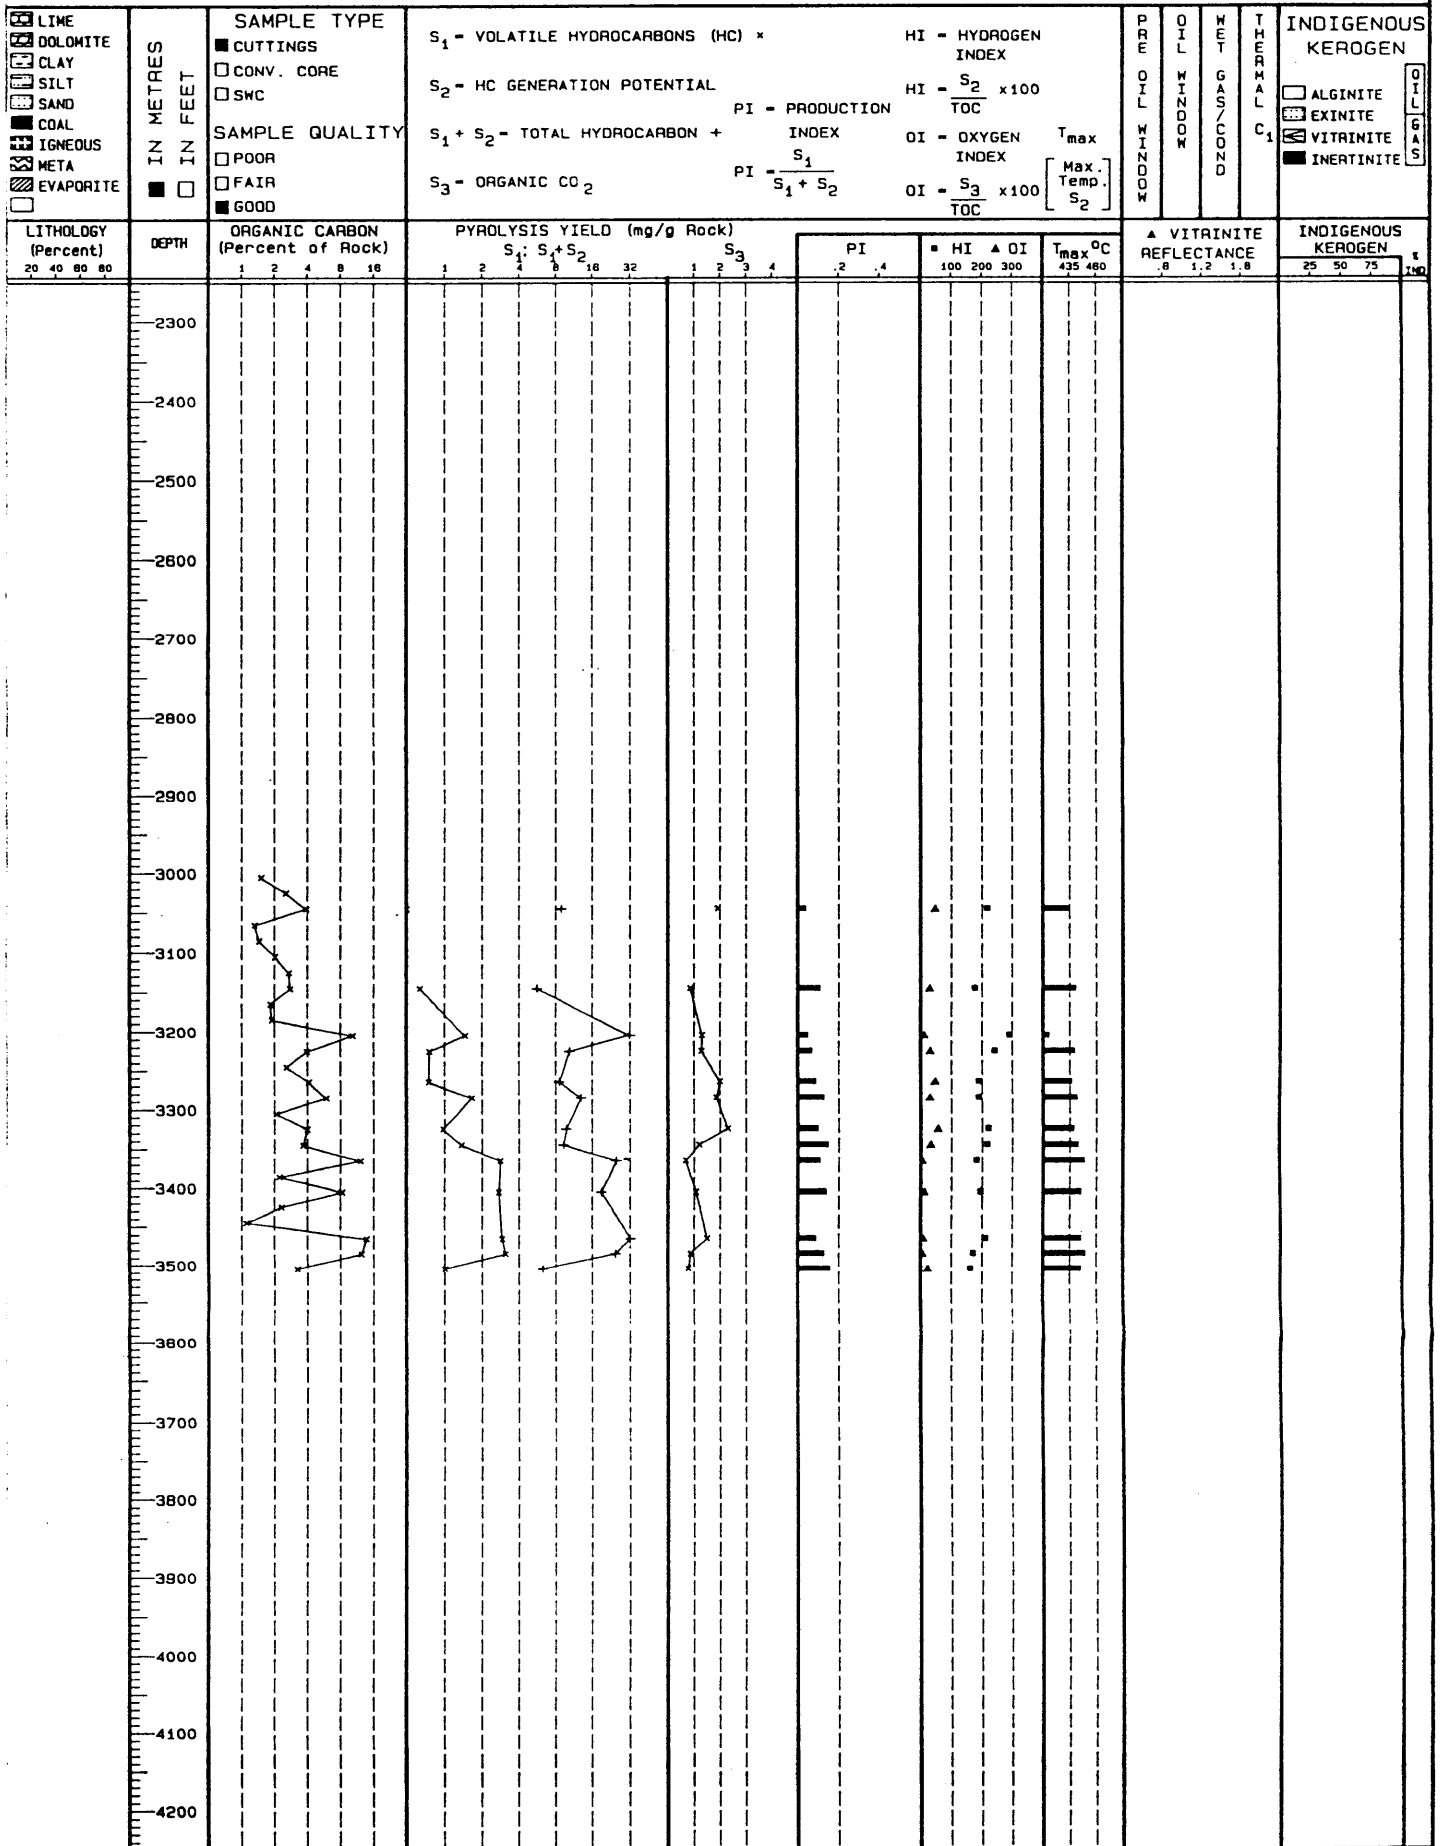 LIME
DOLOMITE
CLAY
SILT
SAND
COAL
IGNEOUS
META
EVAPORITE
IN METRES
IN FEET
SAMPLE TYPE
CUTTINGS
CONV. CORE
SWC
SAMPLE QUALITY
POOR
FAIR
GOOD
S1 = VOLATILE HYDROCARBONS (HC) ×
S2 = HC GENERATION POTENTIAL
S1 + S2 = TOTAL HYDROCARBON +
S3 = ORGANIC CO2
PI = PRODUCTION
INDEX
PI = S1
S1 + S2
HI = HYDROGEN
INDEX
HI = S2 ×100
TOC
OI = OXYGEN
INDEX
OI = S3 ×100
TOC
Tmax
[Max.
Temp.
S2]
PRE OIL WINDOW
OIL WINDOW
WET GAS/COND
THERMAL C1
INDIGENOUS
KEROGEN
ALGINITE
EXINITE
VITRINITE
INERTINITE
OIL
GAS
LITHOLOGY
(Percent)
20 40 60 80
DEPTH
ORGANIC CARBON
(Percent of Rock)
1 2 4 8 16
PYROLYSIS YIELD (mg/g Rock)
S1; S1+S2
1 2 4 8 16 32
S3
1 2 3 4
PI
.2 .4
■ HI ▲ OI
100 200 300
Tmax °C
435 460
▲ VITRINITE
REFLECTANCE
.8 1.2 1.8
INDIGENOUS
KEROGEN
25 50 75
% IND
2300
2400
2500
2600
2700
2800
2900
3000
3100
3200
3300
3400
3500
3600
3700
3800
3900
4000
4100
4200